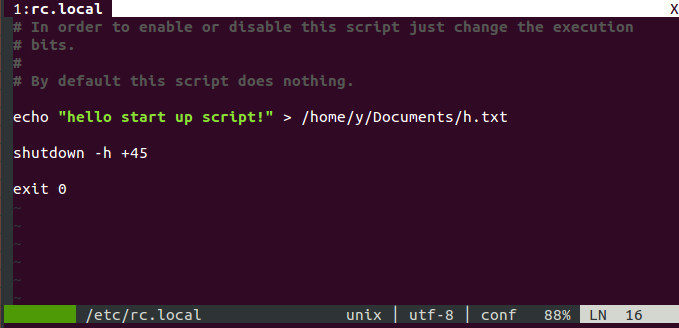 1:rc.local X
# In order to enable or disable this script just change the execution
# bits.
#
# By default this script does nothing.
echo "hello start up script!" > /home/y/Documents/h.txt
shutdown -h +45
exit 0
~
~
~
~
~
~
/etc/rc.local unix | utf-8 | conf 88% LN 16